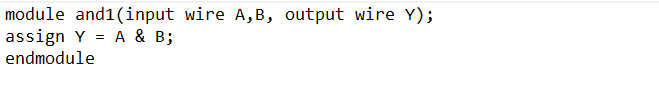 module and1(input wire A,B, output wire Y);
assign Y = A & B;
endmodule